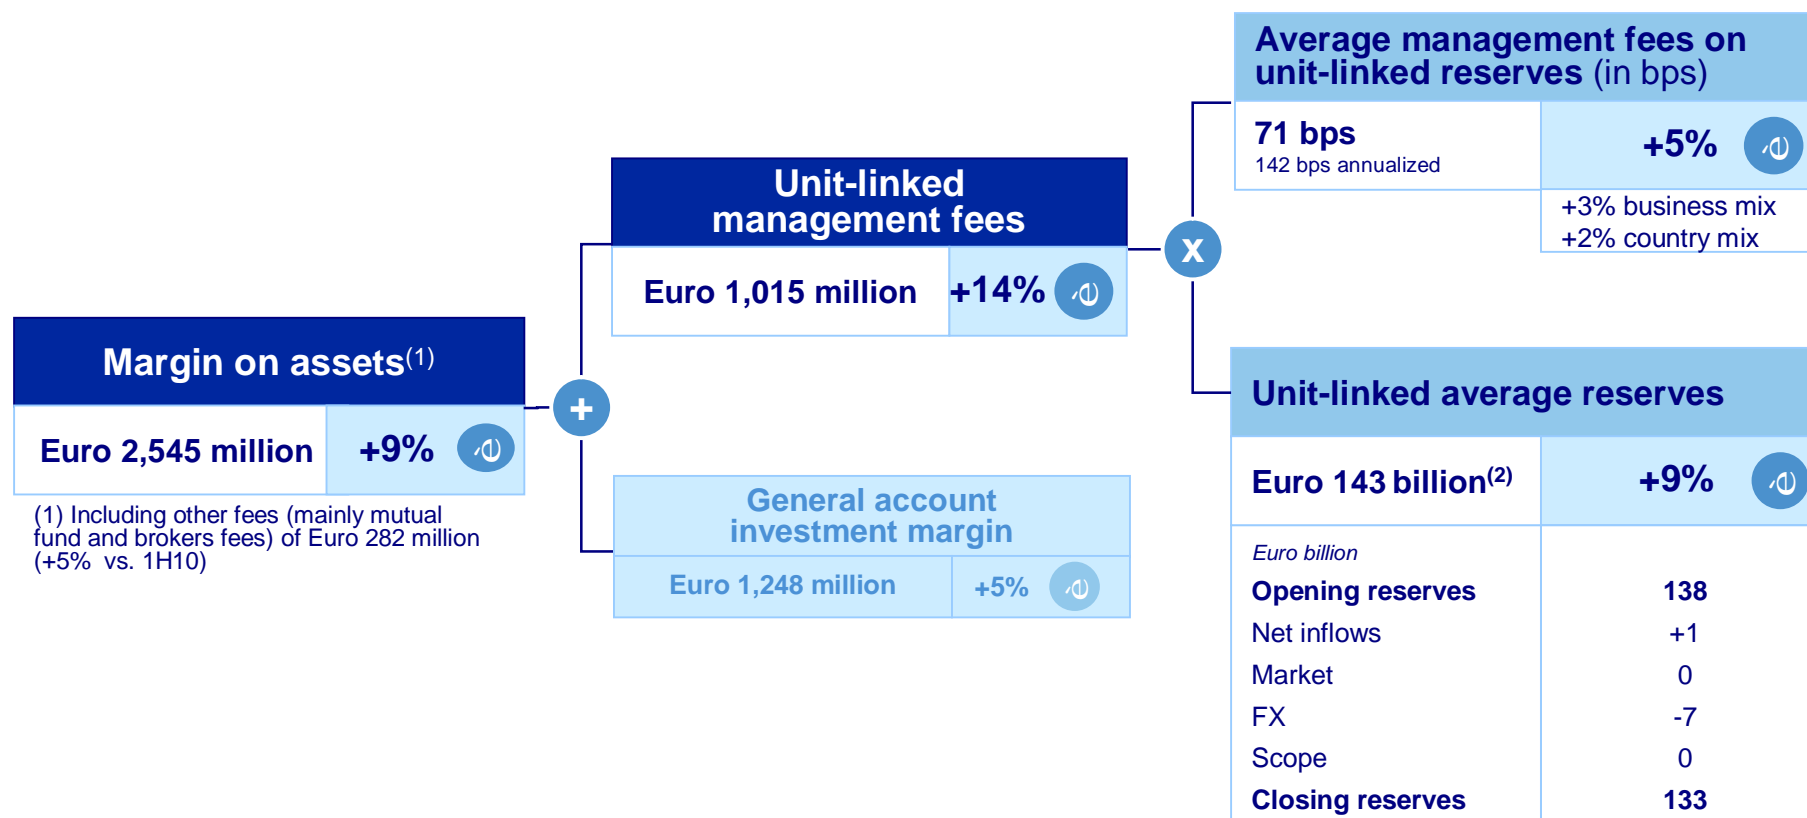 Average management fees on
unit-linked reserves (in bps)
71 bps
142 bps annualized
+5%
+3% business mix
+2% country mix
Unit-linked
management fees
Euro 1,015 million
+14%
x
Margin on assets(1)
Euro 2,545 million
+9%
+
(1) Including other fees (mainly mutual
fund and brokers fees) of Euro 282 million
(+5% vs. 1H10)
General account
investment margin
Euro 1,248 million
+5%
Unit-linked average reserves
Euro 143 billion(2)
+9%
Euro billion
Opening reserves 138
Net inflows +1
Market 0
FX -7
Scope 0
Closing reserves 133